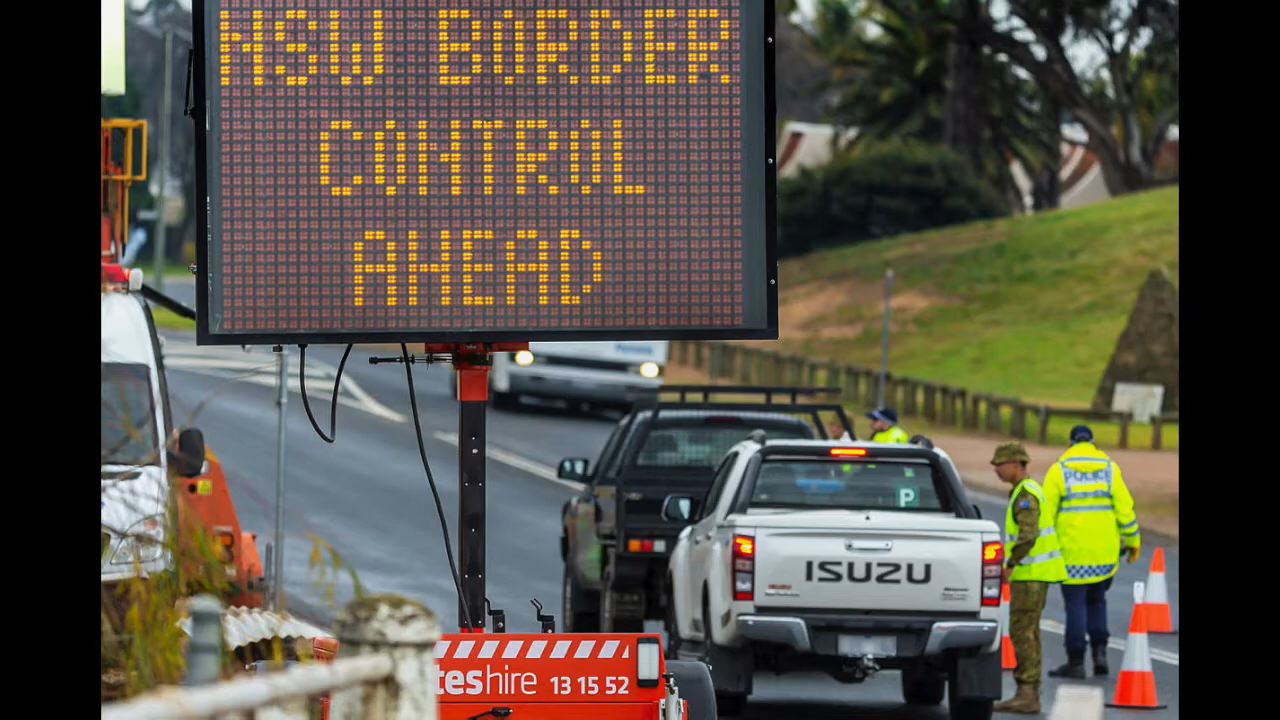 NSW BORDER
CONTROL
AHEAD
POLICE
P
ISUZU
teshire 13 15 52